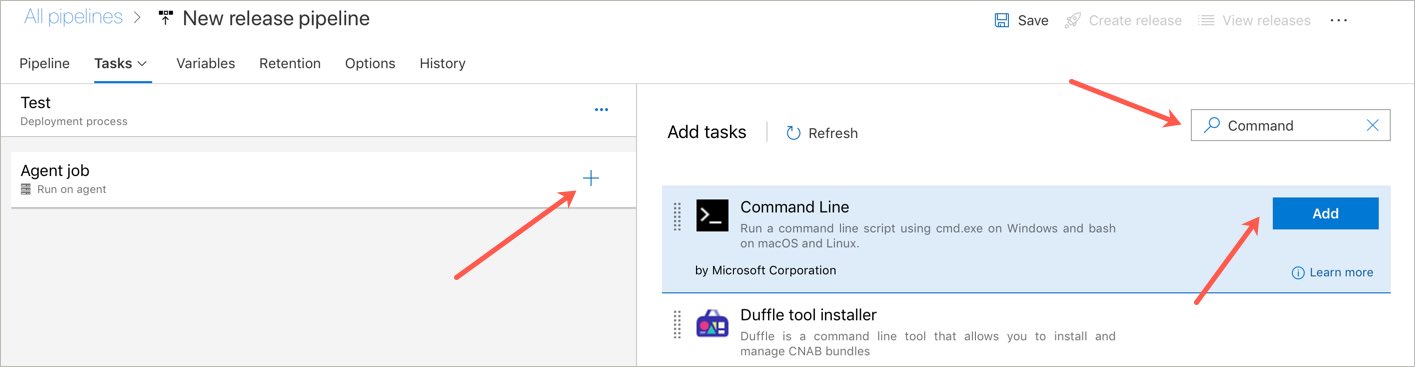 All pipelines > New release pipeline
Save Create release View releases ...
Pipeline Tasks Variables Retention Options History
Test
Deployment process
...
Agent job
Run on agent
Add tasks Refresh
Command
Command Line
Run a command line script using cmd.exe on Windows and bash
on macOS and Linux.
Add
by Microsoft Corporation
Learn more
Duffle tool installer
Duffle is a command line tool that allows you to install and
manage CNAB bundles